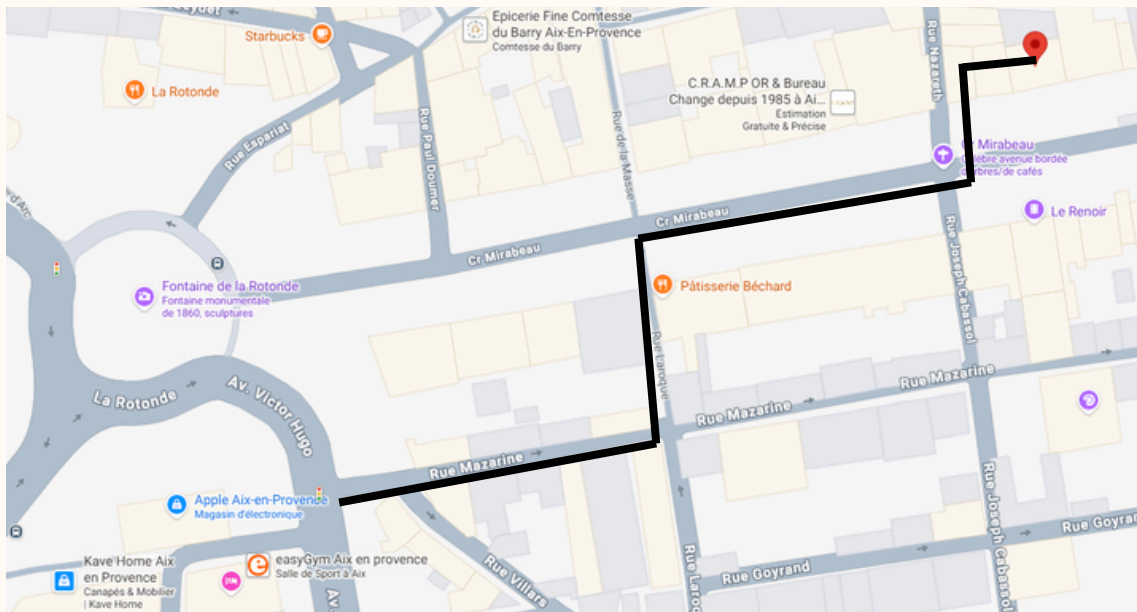 Epicerie Fine Comtesse
du Barry Aix-En-Provence
Comtesse du Barry
Starbucks
La Rotonde
C.R.A.M.P OR & Bureau
Change depuis 1985 à Ai...
Estimation
Gratuite & Précise
Rue Nazareth
Rue Espariat
Rue Paul Doumer
Rue de la Masse
Cr Mirabeau
Célèbre avenue bordée
d'arbres/de cafés
Le Renoir
Cr Mirabeau
Cr Mirabeau
Fontaine de la Rotonde
Fontaine monumentale
de 1860, sculptures
Pâtisserie Béchard
Rue Joseph Cabassol
Rue Laroque
La Rotonde
Av. Victor Hugo
Rue Mazarine
Rue Mazarine
Rue Mazarine
Apple Aix-en-Provence
Magasin d'électronique
Rue Joseph Cabassol
Rue Goyran
Rue Goyrand
Kave Home Aix
en Provence
Canapés & Mobilier
| Kave Home
easyGym Aix en provence
Salle de Sport à Aix
Rue Villars
Rue Laroq
Av